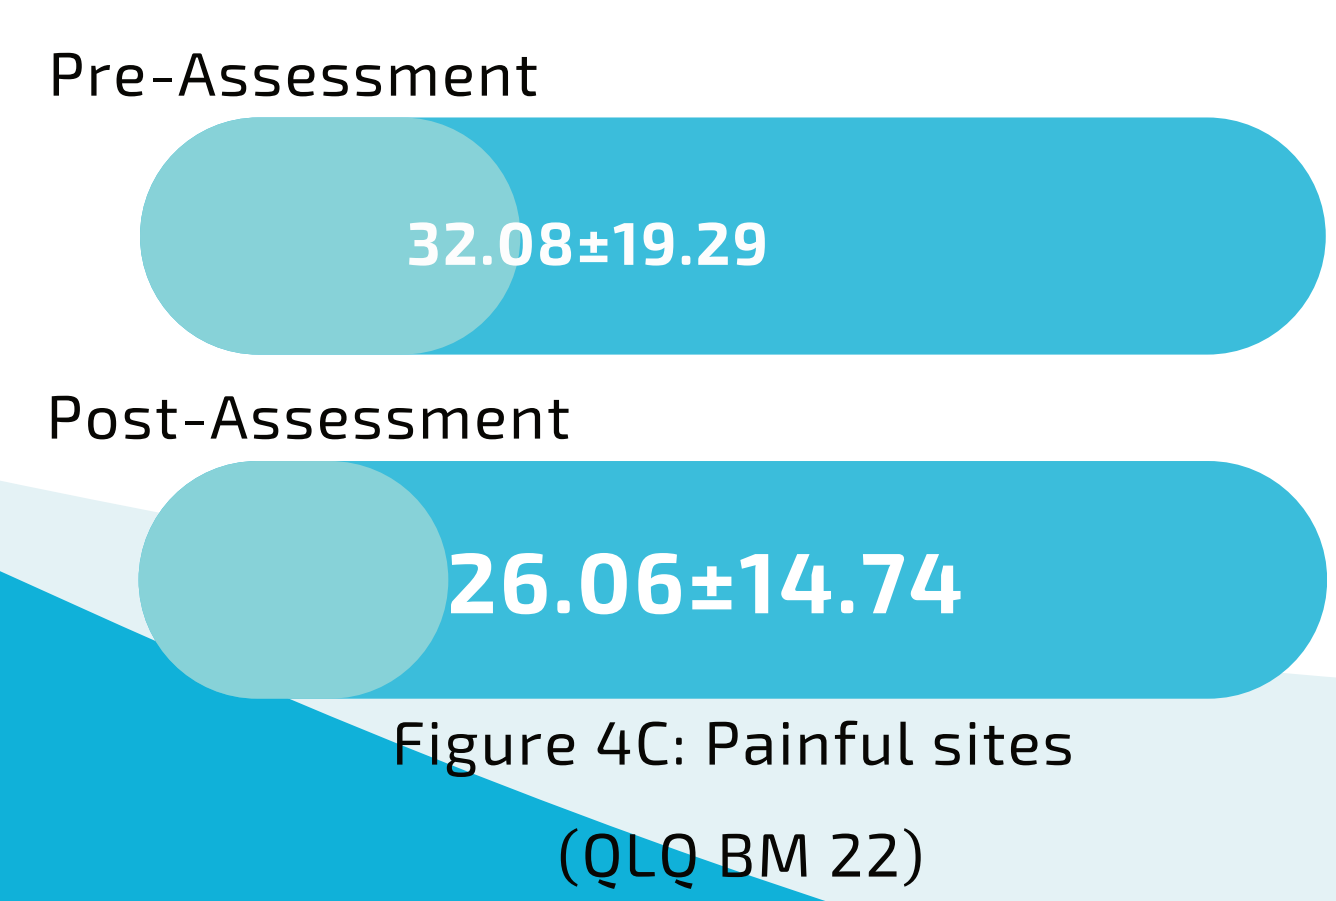 Pre-Assessment
32.08±19.29
Post-Assessment
26.06±14.74
Figure 4C: Painful sites
(QLQ BM 22)